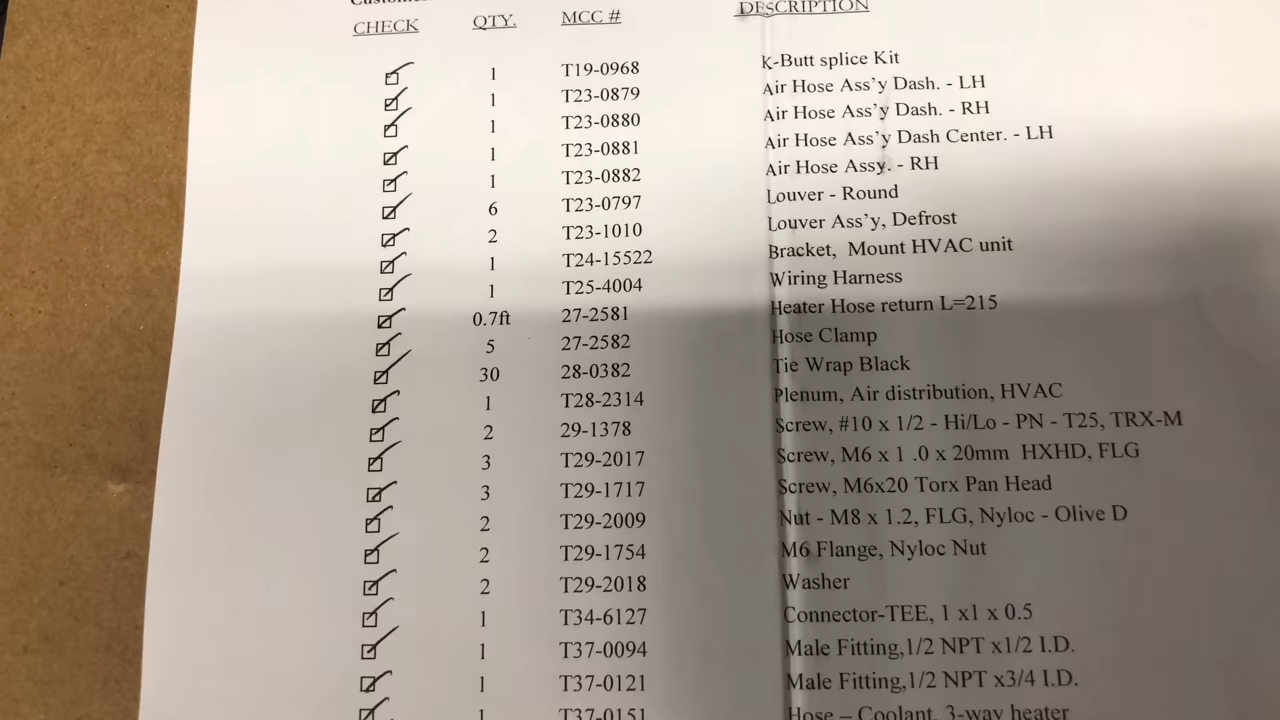 CHECK QTY. MCC # DESCRIPTION
1 T19-0968 K-Butt splice Kit
1 T23-0879 Air Hose Ass'y Dash. - LH
1 T23-0880 Air Hose Ass'y Dash. - RH
1 T23-0881 Air Hose Ass'y Dash Center. - LH
1 T23-0882 Air Hose Assy. - RH
6 T23-0797 Louver - Round
2 T23-1010 Louver Ass'y, Defrost
1 T24-15522 Bracket, Mount HVAC unit
1 T25-4004 Wiring Harness
0.7ft 27-2581 Heater Hose return L=215
5 27-2582 Hose Clamp
30 28-0382 Tie Wrap Black
1 T28-2314 Plenum, Air distribution, HVAC
2 29-1378 Screw, #10 x 1/2 - Hi/Lo - PN - T25, TRX-M
3 T29-2017 Screw, M6 x 1 .0 x 20mm HXHD, FLG
3 T29-1717 Screw, M6x20 Torx Pan Head
2 T29-2009 Nut - M8 x 1.2, FLG, Nyloc - Olive D
2 T29-1754 M6 Flange, Nyloc Nut
2 T29-2018 Washer
1 T34-6127 Connector-TEE, 1 x1 x 0.5
1 T37-0094 Male Fitting,1/2 NPT x1/2 I.D.
1 T37-0121 Male Fitting,1/2 NPT x3/4 I.D.
1 T37-0151 Hose – Coolant, 3-way heater